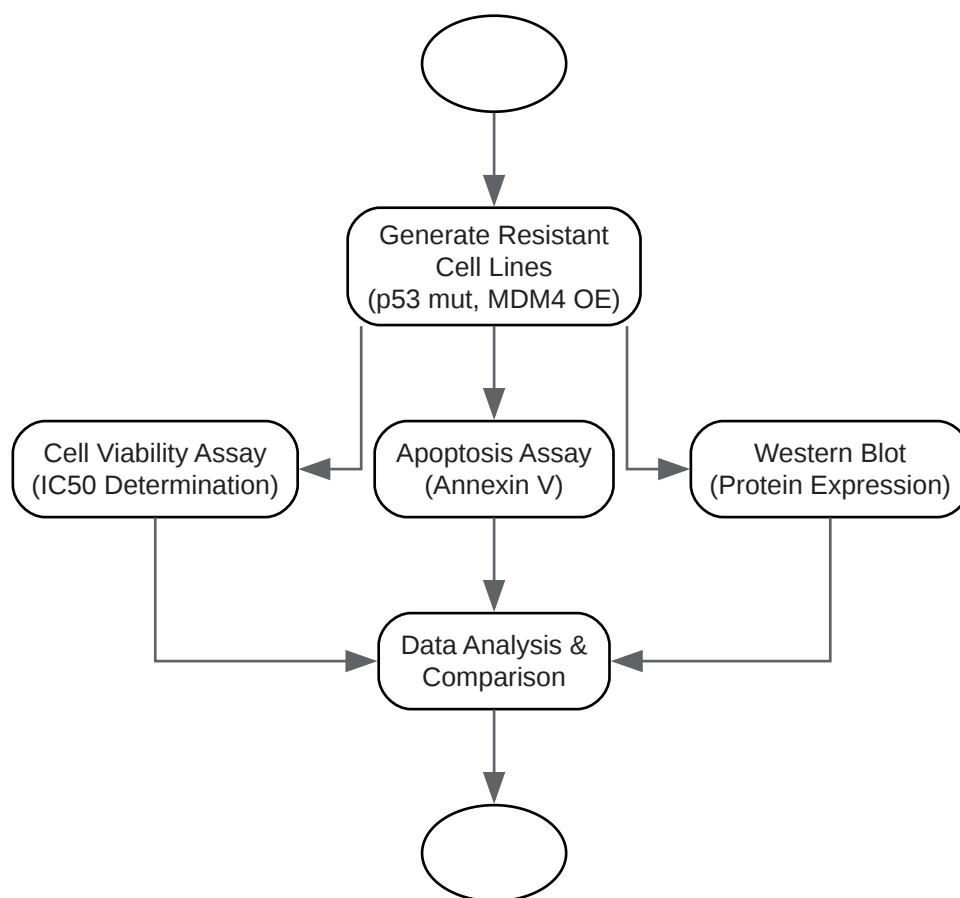 Generate Resistant
Cell Lines
(p53 mut, MDM4 OE)
Cell Viability Assay
(IC50 Determination)
Apoptosis Assay
(Annexin V)
Western Blot
(Protein Expression)
Data Analysis &
Comparison